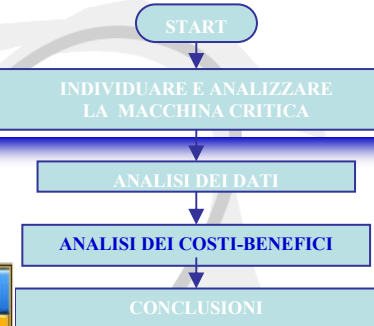 START
INDIVIDUARE E ANALIZZARE
LA MACCHINA CRITICA
ANALISI DEI DATI
ANALISI DEI COSTI-BENEFICI
CONCLUSIONI